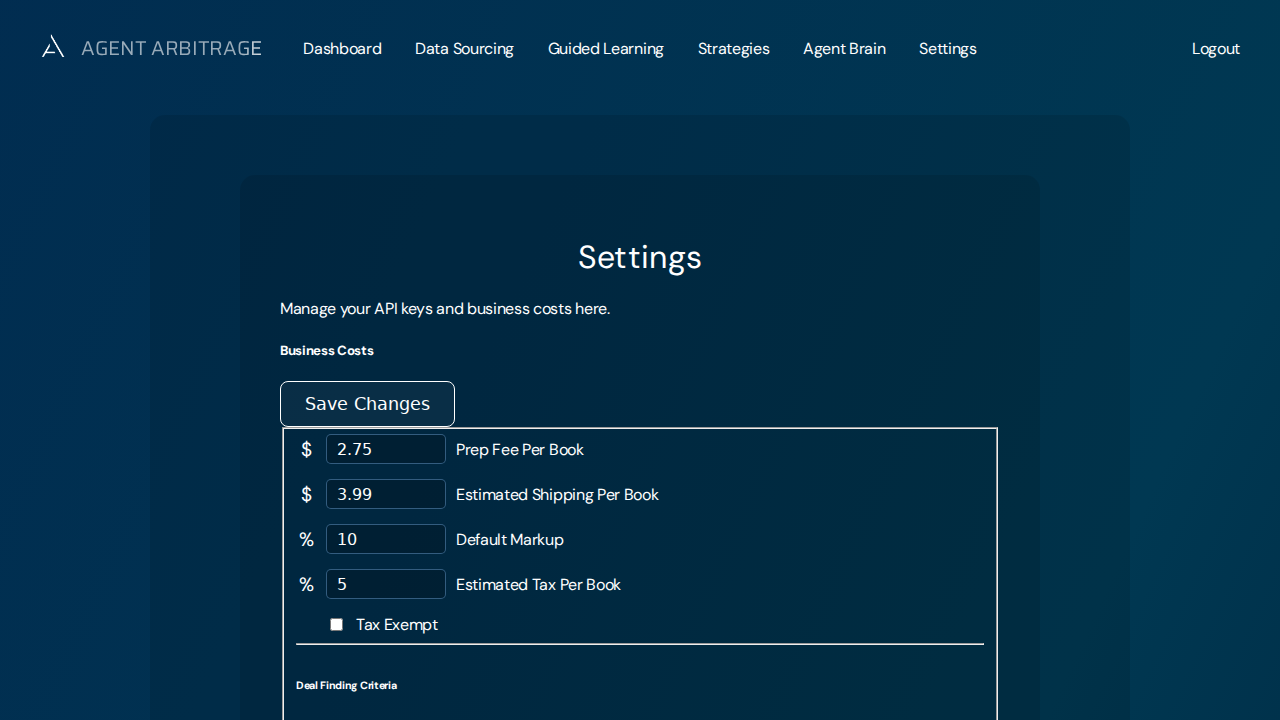 AGENT ARBITRAGE Dashboard Data Sourcing Guided Learning Strategies Agent Brain Settings Logout
Settings
Manage your API keys and business costs here.
Business Costs
Save Changes
$ 2.75 Prep Fee Per Book
$ 3.99 Estimated Shipping Per Book
% 10 Default Markup
% 5 Estimated Tax Per Book
Tax Exempt
Deal Finding Criteria